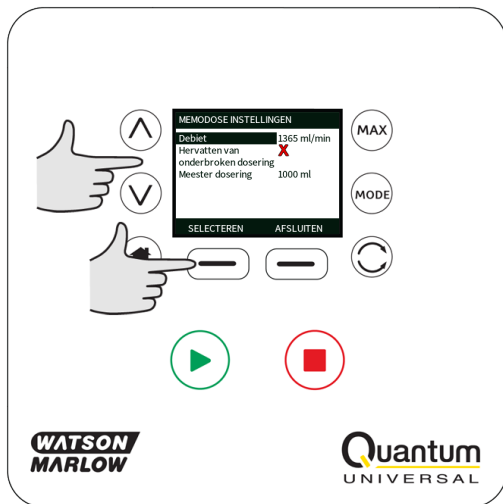 MEMODOSE INSTELLINGEN
Debiet 1365 ml/min
Hervatten van X
onderbroken dosering
Meester dosering 1000 ml
SELECTEREN AFSLUITEN
MAX
MODE
WATSON
MARLOW
Quantum
UNIVERSAL